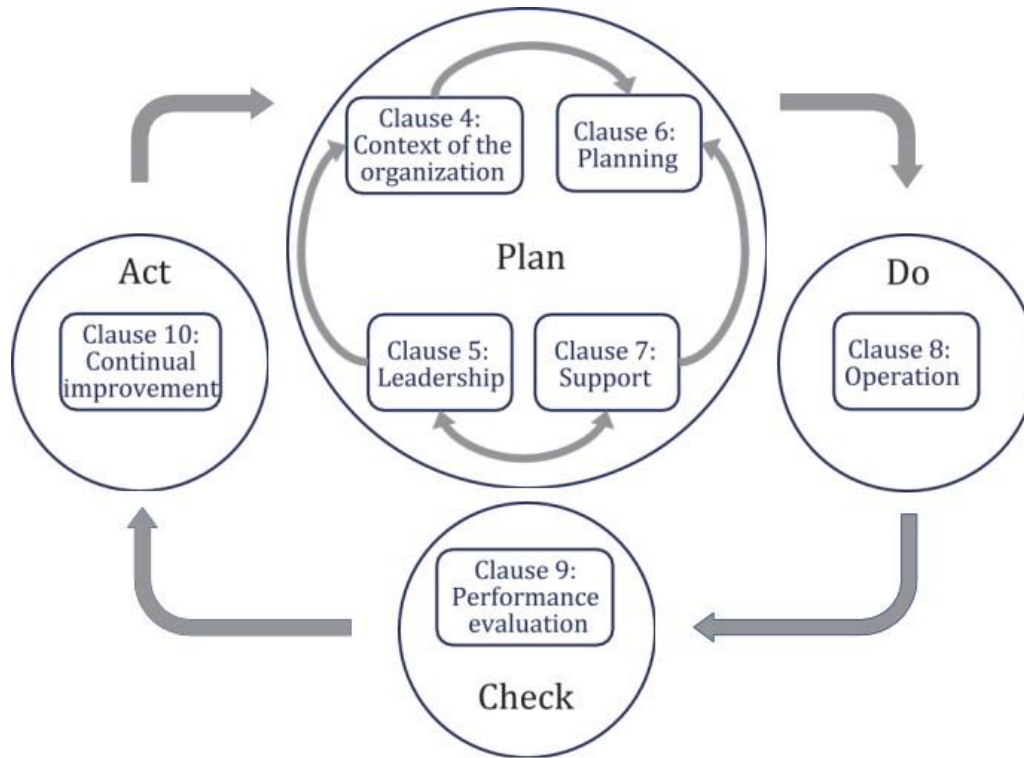 Clause 4:
Context of the
organization
Clause 6:
Planning
Plan
Clause 5:
Leadership
Clause 7:
Support
Do
Clause 8:
Operation
Clause 9:
Performance
evaluation
Check
Act
Clause 10:
Continual
improvement